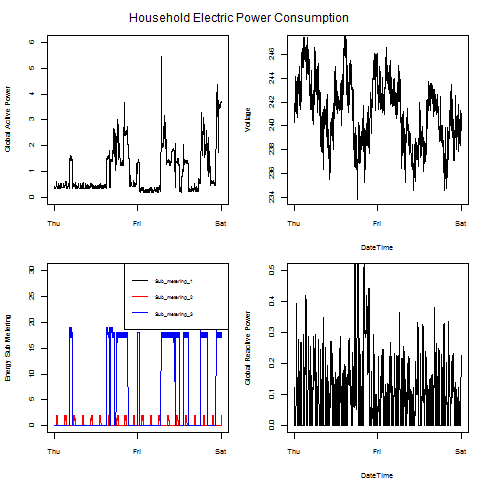 Household Electric Power Consumption
Global Active Power
0 1 2 3 4 5 6
Thu Fri Sat
Voltage
234 236 238 240 242 244 246
Thu Fri Sat
DateTime
Energy Sub Metering
0 5 10 15 20 25 30
Sub_metering_1
Sub_metering_2
Sub_metering_3
Thu Fri Sat
Global Reactive Power
0.0 0.1 0.2 0.3 0.4 0.5
Thu Fri Sat
DateTime